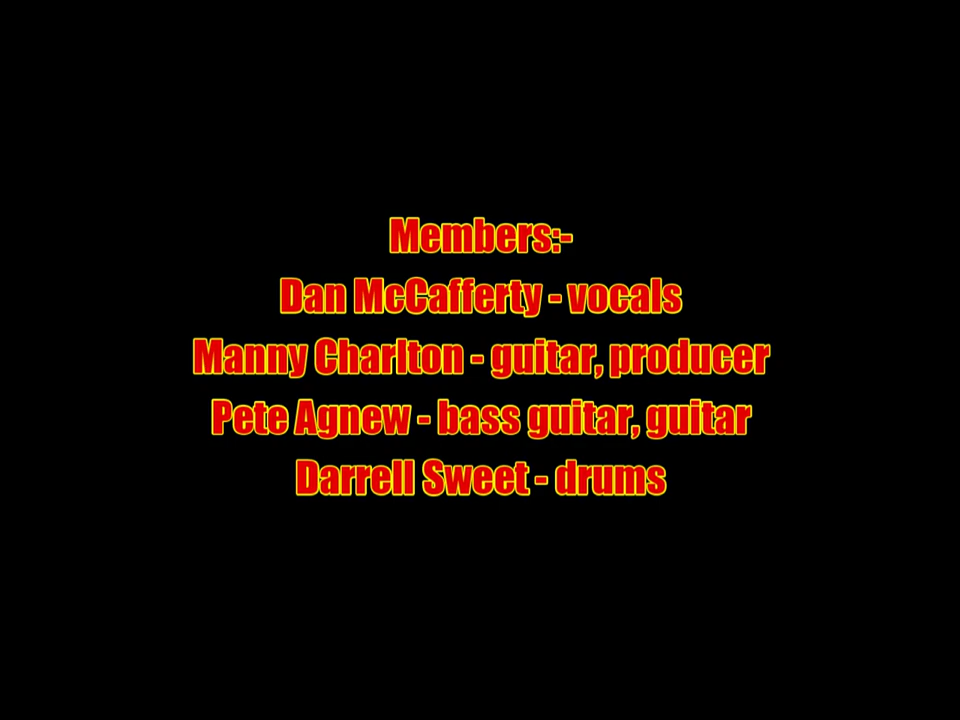 Members:-
Dan McCafferty - vocals
Manny Charlton - guitar, producer
Pete Agnew - bass guitar, guitar
Darrell Sweet - drums